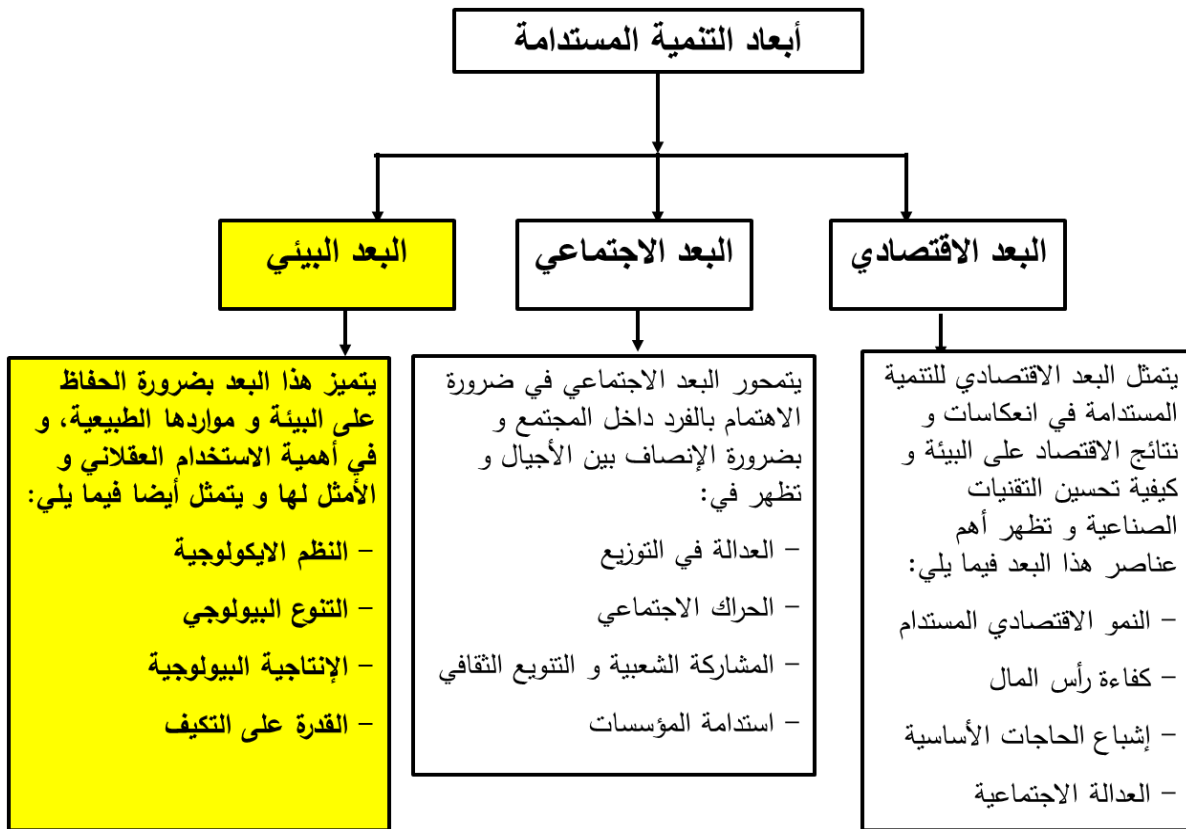 أبعاد التنمية المستدامة
البعد الاقتصادي
البعد الاجتماعي
البعد البيئي
يتمثل البعد الاقتصادي للتنمية
المستدامة في انعكاسات و
نتائج الاقتصاد على البيئة و
كيفية تحسين التقنيات
الصناعية و تظهر أهم
عناصر هذا البعد فيما يلي:
– النمو الاقتصادي المستدام
– كفاءة رأس المال
– إشباع الحاجات الأساسية
– العدالة الاجتماعية
يتمحور البعد الاجتماعي في ضرورة
الاهتمام بالفرد داخل المجتمع و
بضرورة الإنصاف بين الأجيال و
تظهر في:
– العدالة في التوزيع
– الحراك الاجتماعي
– المشاركة الشعبية و التنويع الثقافي
– استدامة المؤسسات
يتميز هذا البعد بضرورة الحفاظ
على البيئة و مواردها الطبيعية، و
في أهمية الاستخدام العقلاني و
الأمثل لها و يتمثل أيضا فيما يلي:
– النظم الايكولوجية
– التنوع البيولوجي
– الإنتاجية البيولوجية
– القدرة على التكيف